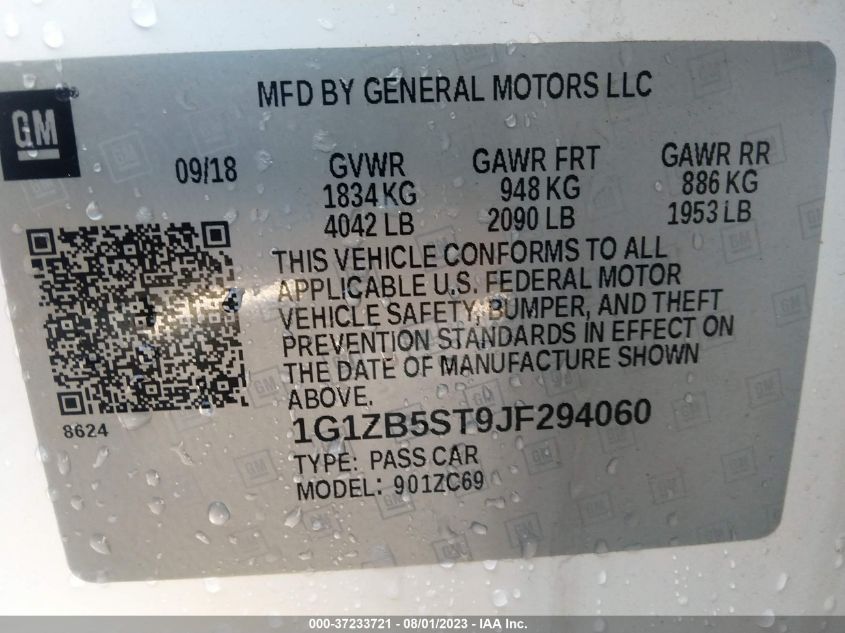 MFD BY GENERAL MOTORS LLC
GM
09/18
GVWR
GAWR FRT
GAWR RR
1834 KG
948 KG
886 KG
4042 LB
2090 LB
1953 LB
THIS VEHICLE CONFORMS TO ALL
APPLICABLE U.S. FEDERAL MOTOR
VEHICLE SAFETY, BUMPER, AND THEFT
PREVENTION STANDARDS IN EFFECT ON
THE DATE OF MANUFACTURE SHOWN
ABOVE.
8624
1G1ZB5ST9JF294060
TYPE: PASS CAR
MODEL: 901ZC69
000-37233721 - 08/01/2023 - IAA Inc.